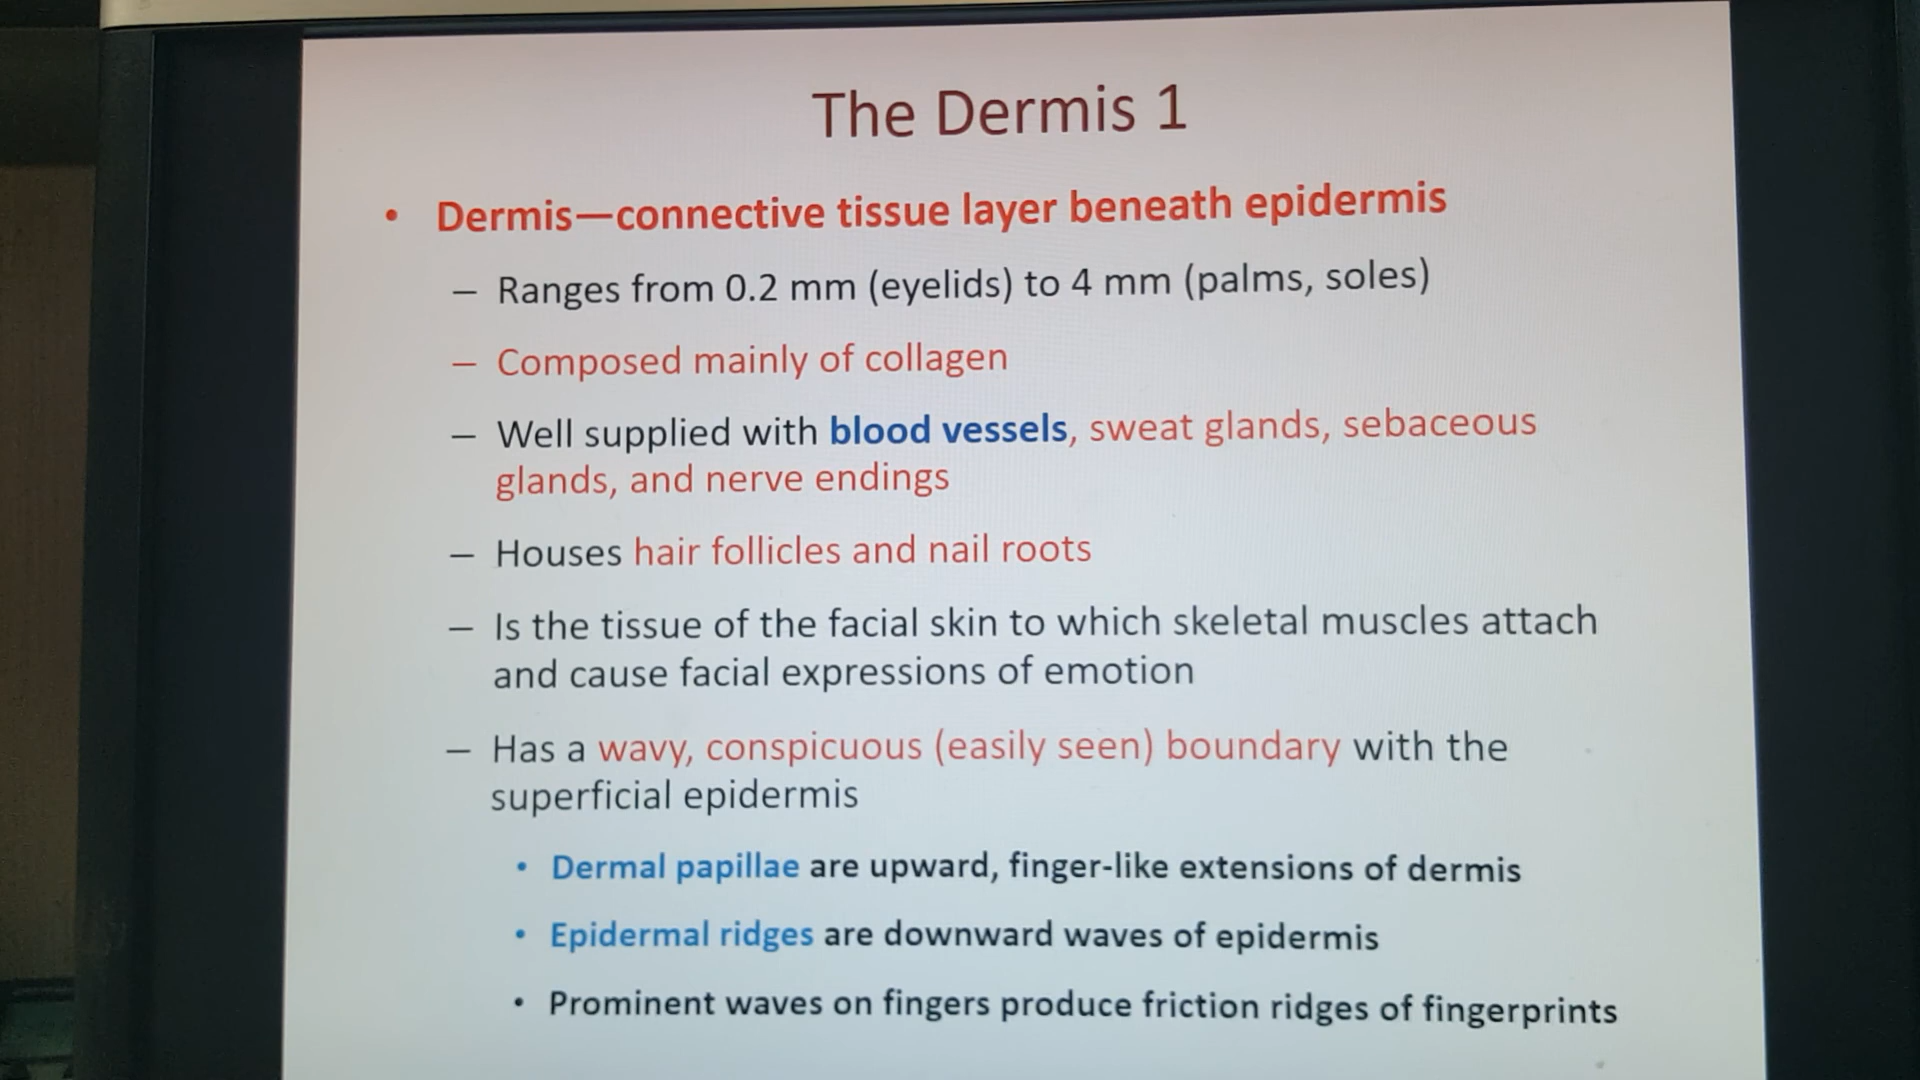 The Dermis 1
• Dermis—connective tissue layer beneath epidermis
– Ranges from 0.2 mm (eyelids) to 4 mm (palms, soles)
– Composed mainly of collagen
– Well supplied with blood vessels, sweat glands, sebaceous
glands, and nerve endings
– Houses hair follicles and nail roots
– Is the tissue of the facial skin to which skeletal muscles attach
and cause facial expressions of emotion
– Has a wavy, conspicuous (easily seen) boundary with the
superficial epidermis
• Dermal papillae are upward, finger-like extensions of dermis
• Epidermal ridges are downward waves of epidermis
• Prominent waves on fingers produce friction ridges of fingerprints